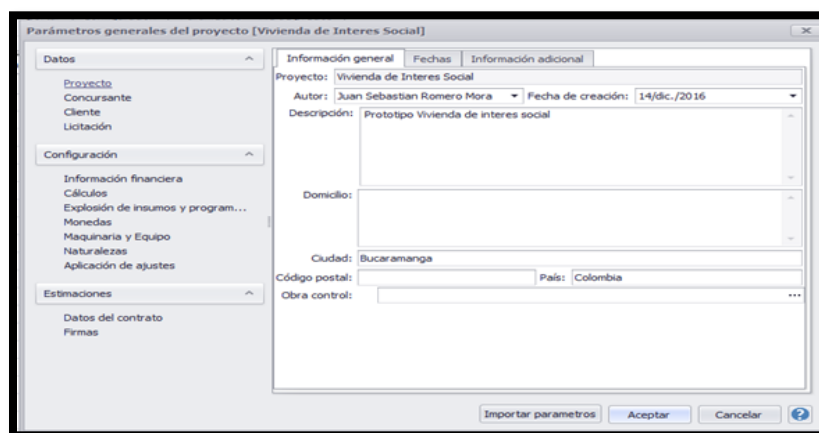 Parámetros generales del proyecto [Vivienda de Interes Social]
Datos
Proyecto
Concursante
Cliente
Licitación
Configuración
Información financiera
Cálculos
Explosión de insumos y program...
Monedas
Maquinaria y Equipo
Naturalezas
Aplicación de ajustes
Estimaciones
Datos del contrato
Firmas
Información general Fechas Información adicional
Proyecto: Vivienda de Interes Social
Autor: Juan Sebastian Romero Mora Fecha de creación: 14/dic./2016
Descripción: Prototipo Vivienda de interes social
Domicilio:
Ciudad: Bucaramanga
Código postal: País: Colombia
Obra control: ...
Importar parametros Aceptar Cancelar ?